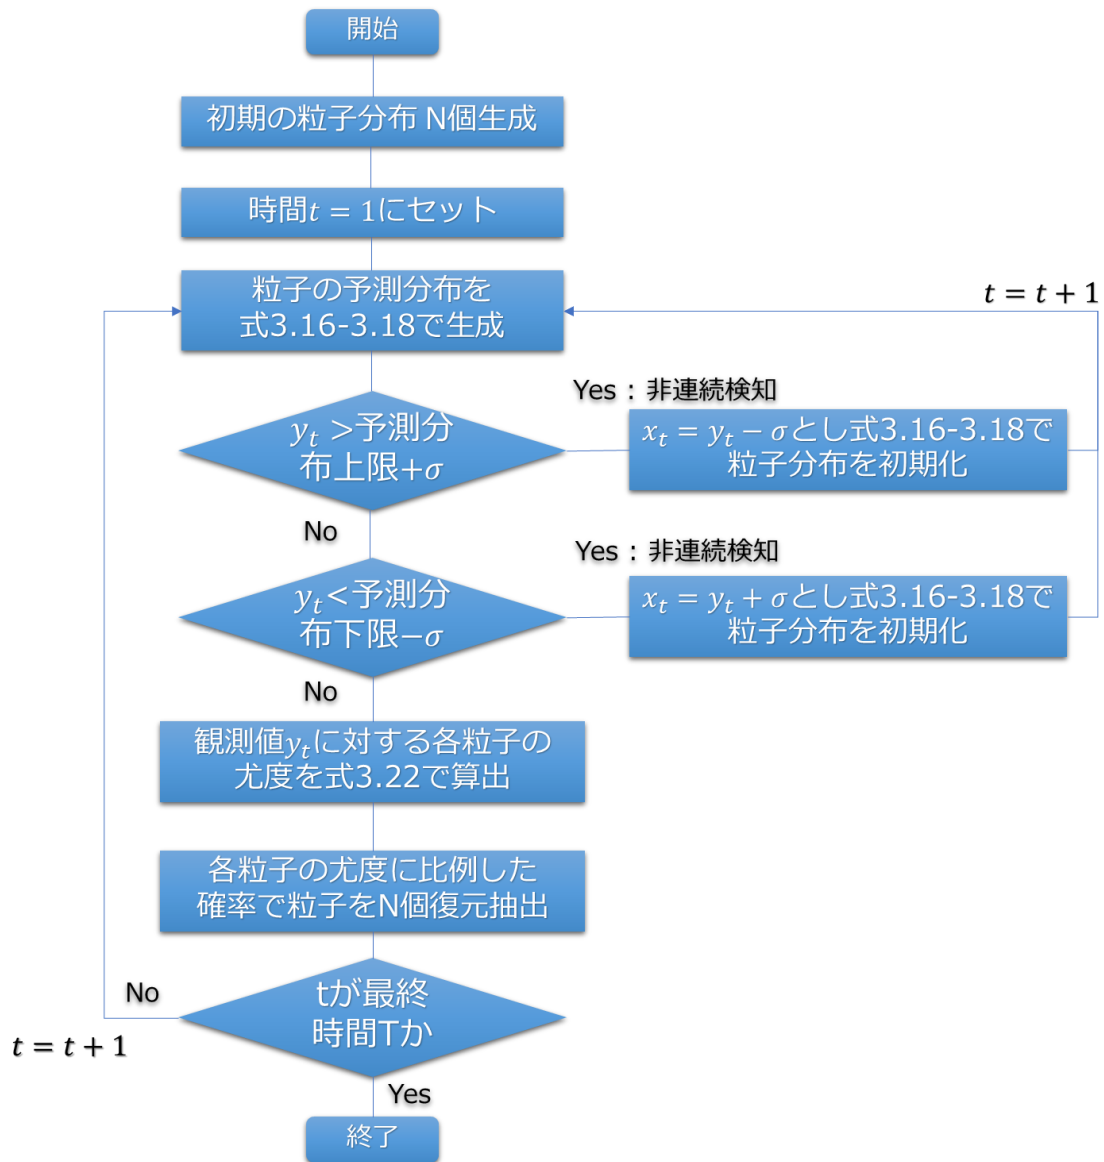 開始
初期の粒子分布 N個生成
時間t = 1にセット
粒子の予測分布を
式3.16-3.18で生成
t = t + 1
y_t >予測分
布上限+σ
Yes：非連続検知
x_t = y_t − σとし式3.16-3.18で
粒子分布を初期化
No
y_t<予測分
布下限−σ
Yes：非連続検知
x_t = y_t + σとし式3.16-3.18で
粒子分布を初期化
No
観測値y_tに対する各粒子の
尤度を式3.22で算出
各粒子の尤度に比例した
確率で粒子をN個復元抽出
tが最終
時間Tか
No
t = t + 1
Yes
終了